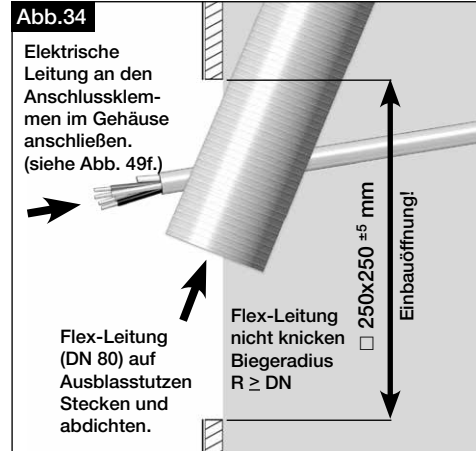 Abb.34
Elektrische
Leitung an den
Anschlussklem-
men im Gehäuse
anschließen.
(siehe Abb. 49f.)
Flex-Leitung
(DN 80) auf
Ausblasstutzen
Stecken und
abdichten.
Flex-Leitung
nicht knicken
Biegeradius
R ≥ DN
□ 250x250 ±5 mm
Einbauöffnung!